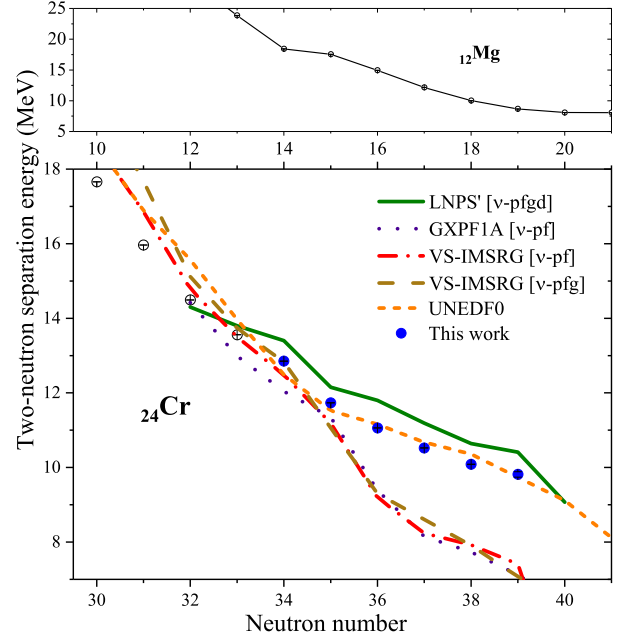 25
20
15
10
5
₁₂Mg
10 12 14 16 18 20
Two-neutron separation energy (MeV)
18
16
14
12
10
8
LNPS' [ν-pfgd]
GXPF1A [ν-pf]
VS-IMSRG [ν-pf]
VS-IMSRG [ν-pfg]
UNEDF0
This work
₂₄Cr
30 32 34 36 38 40
Neutron number